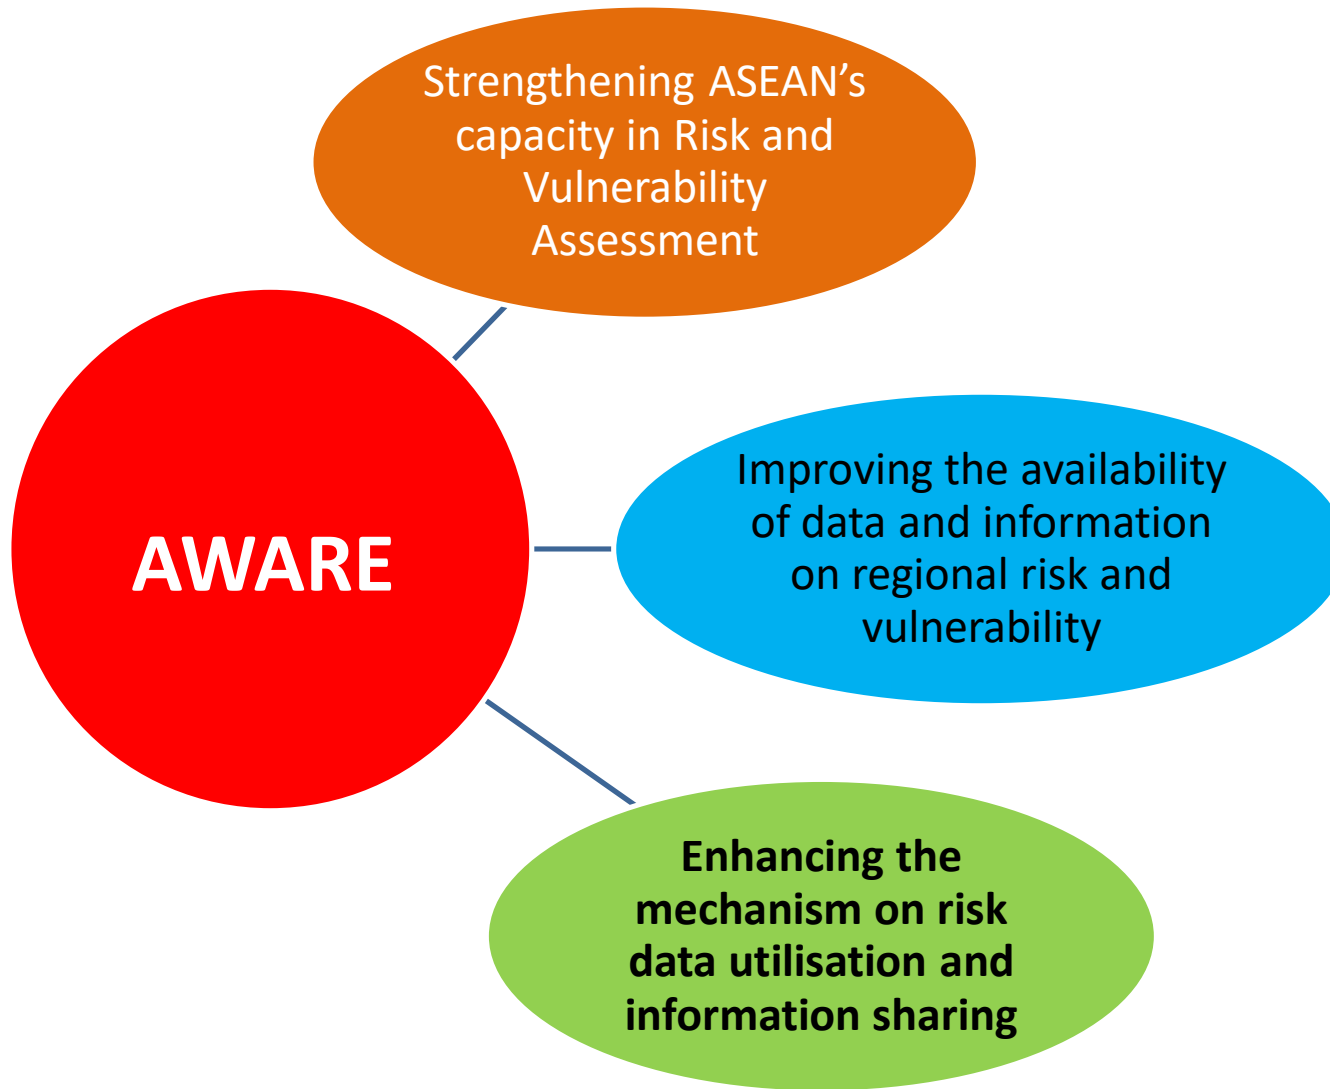 Strengthening ASEAN’s
capacity in Risk and
Vulnerability
Assessment
AWARE
Improving the availability
of data and information
on regional risk and
vulnerability
Enhancing the
mechanism on risk
data utilisation and
information sharing